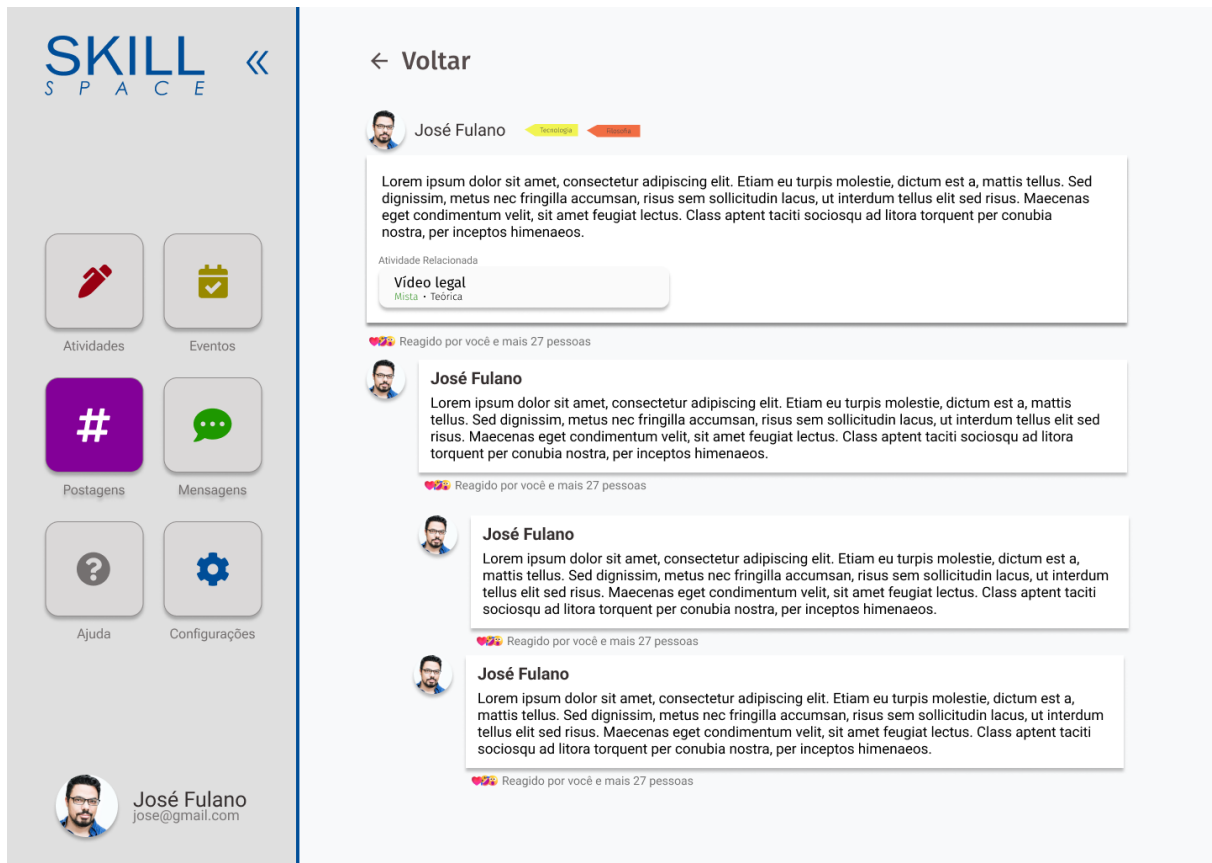 SKILL
SPACE
Atividades
Eventos
#
Postagens
Mensagens
?
Ajuda
Configurações
José Fulano
jose@gmail.com
← Voltar
José Fulano
Tecnologia
Filosofia
Lorem ipsum dolor sit amet, consectetur adipiscing elit. Etiam eu turpis molestie, dictum est a, mattis tellus. Sed
dignissim, metus nec fringilla accumsan, risus sem sollicitudin lacus, ut interdum tellus elit sed risus. Maecenas
eget condimentum velit, sit amet feugiat lectus. Class aptent taciti sociosqu ad litora torquent per conubia
nostra, per inceptos himenaeos.
Atividade Relacionada
Vídeo legal
Mista • Teórica
Reagido por você e mais 27 pessoas
José Fulano
Lorem ipsum dolor sit amet, consectetur adipiscing elit. Etiam eu turpis molestie, dictum est a, mattis
tellus. Sed dignissim, metus nec fringilla accumsan, risus sem sollicitudin lacus, ut interdum tellus elit sed
risus. Maecenas eget condimentum velit, sit amet feugiat lectus. Class aptent taciti sociosqu ad litora
torquent per conubia nostra, per inceptos himenaeos.
Reagido por você e mais 27 pessoas
José Fulano
Lorem ipsum dolor sit amet, consectetur adipiscing elit. Etiam eu turpis molestie, dictum est a,
mattis tellus. Sed dignissim, metus nec fringilla accumsan, risus sem sollicitudin lacus, ut interdum
tellus elit sed risus. Maecenas eget condimentum velit, sit amet feugiat lectus. Class aptent taciti
sociosqu ad litora torquent per conubia nostra, per inceptos himenaeos.
Reagido por você e mais 27 pessoas
José Fulano
Lorem ipsum dolor sit amet, consectetur adipiscing elit. Etiam eu turpis molestie, dictum est a,
mattis tellus. Sed dignissim, metus nec fringilla accumsan, risus sem sollicitudin lacus, ut interdum
tellus elit sed risus. Maecenas eget condimentum velit, sit amet feugiat lectus. Class aptent taciti
sociosqu ad litora torquent per conubia nostra, per inceptos himenaeos.
Reagido por você e mais 27 pessoas